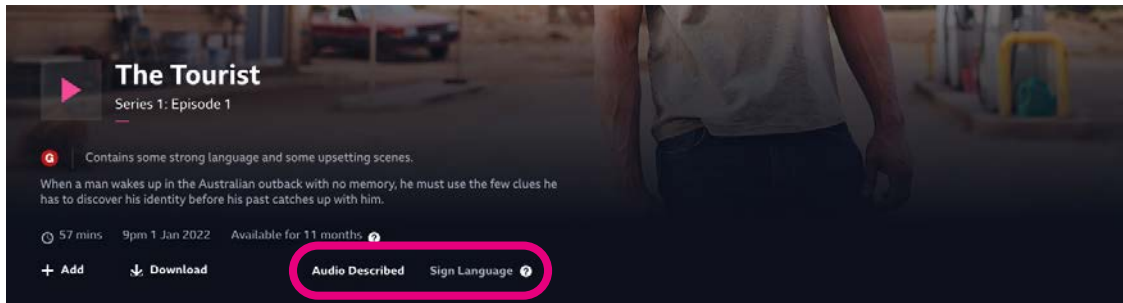 The Tourist
Series 1: Episode 1
G Contains some strong language and some upsetting scenes.
When a man wakes up in the Australian outback with no memory, he must use the few clues he
has to discover his identity before his past catches up with him.
57 mins 9pm 1 Jan 2022 Available for 11 months ?
+ Add Download Audio Described Sign Language ?